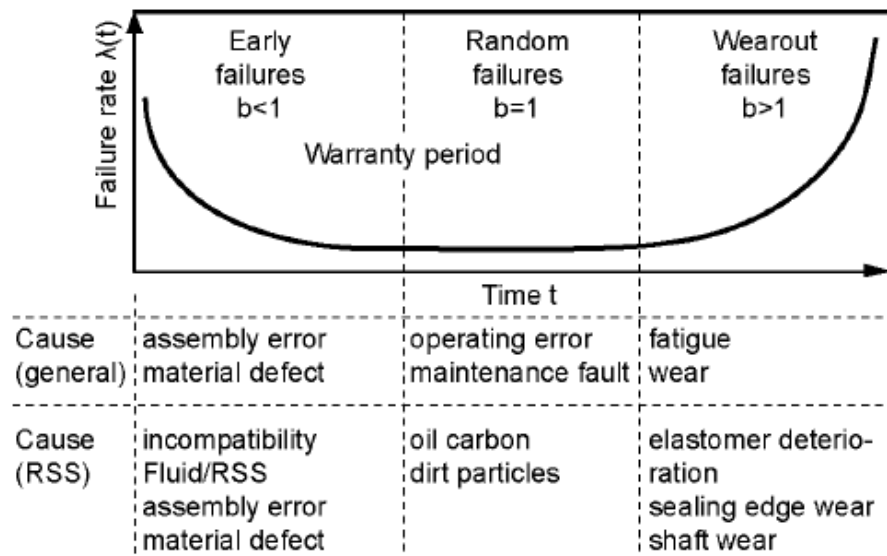 Failure rate λ(t)
Early
failures
b<1
Random
failures
b=1
Wearout
failures
b>1
Warranty period
Time t
Cause
(general)
assembly error
material defect
operating error
maintenance fault
fatigue
wear
Cause
(RSS)
incompatibility
Fluid/RSS
assembly error
material defect
oil carbon
dirt particles
elastomer deterio-
ration
sealing edge wear
shaft wear